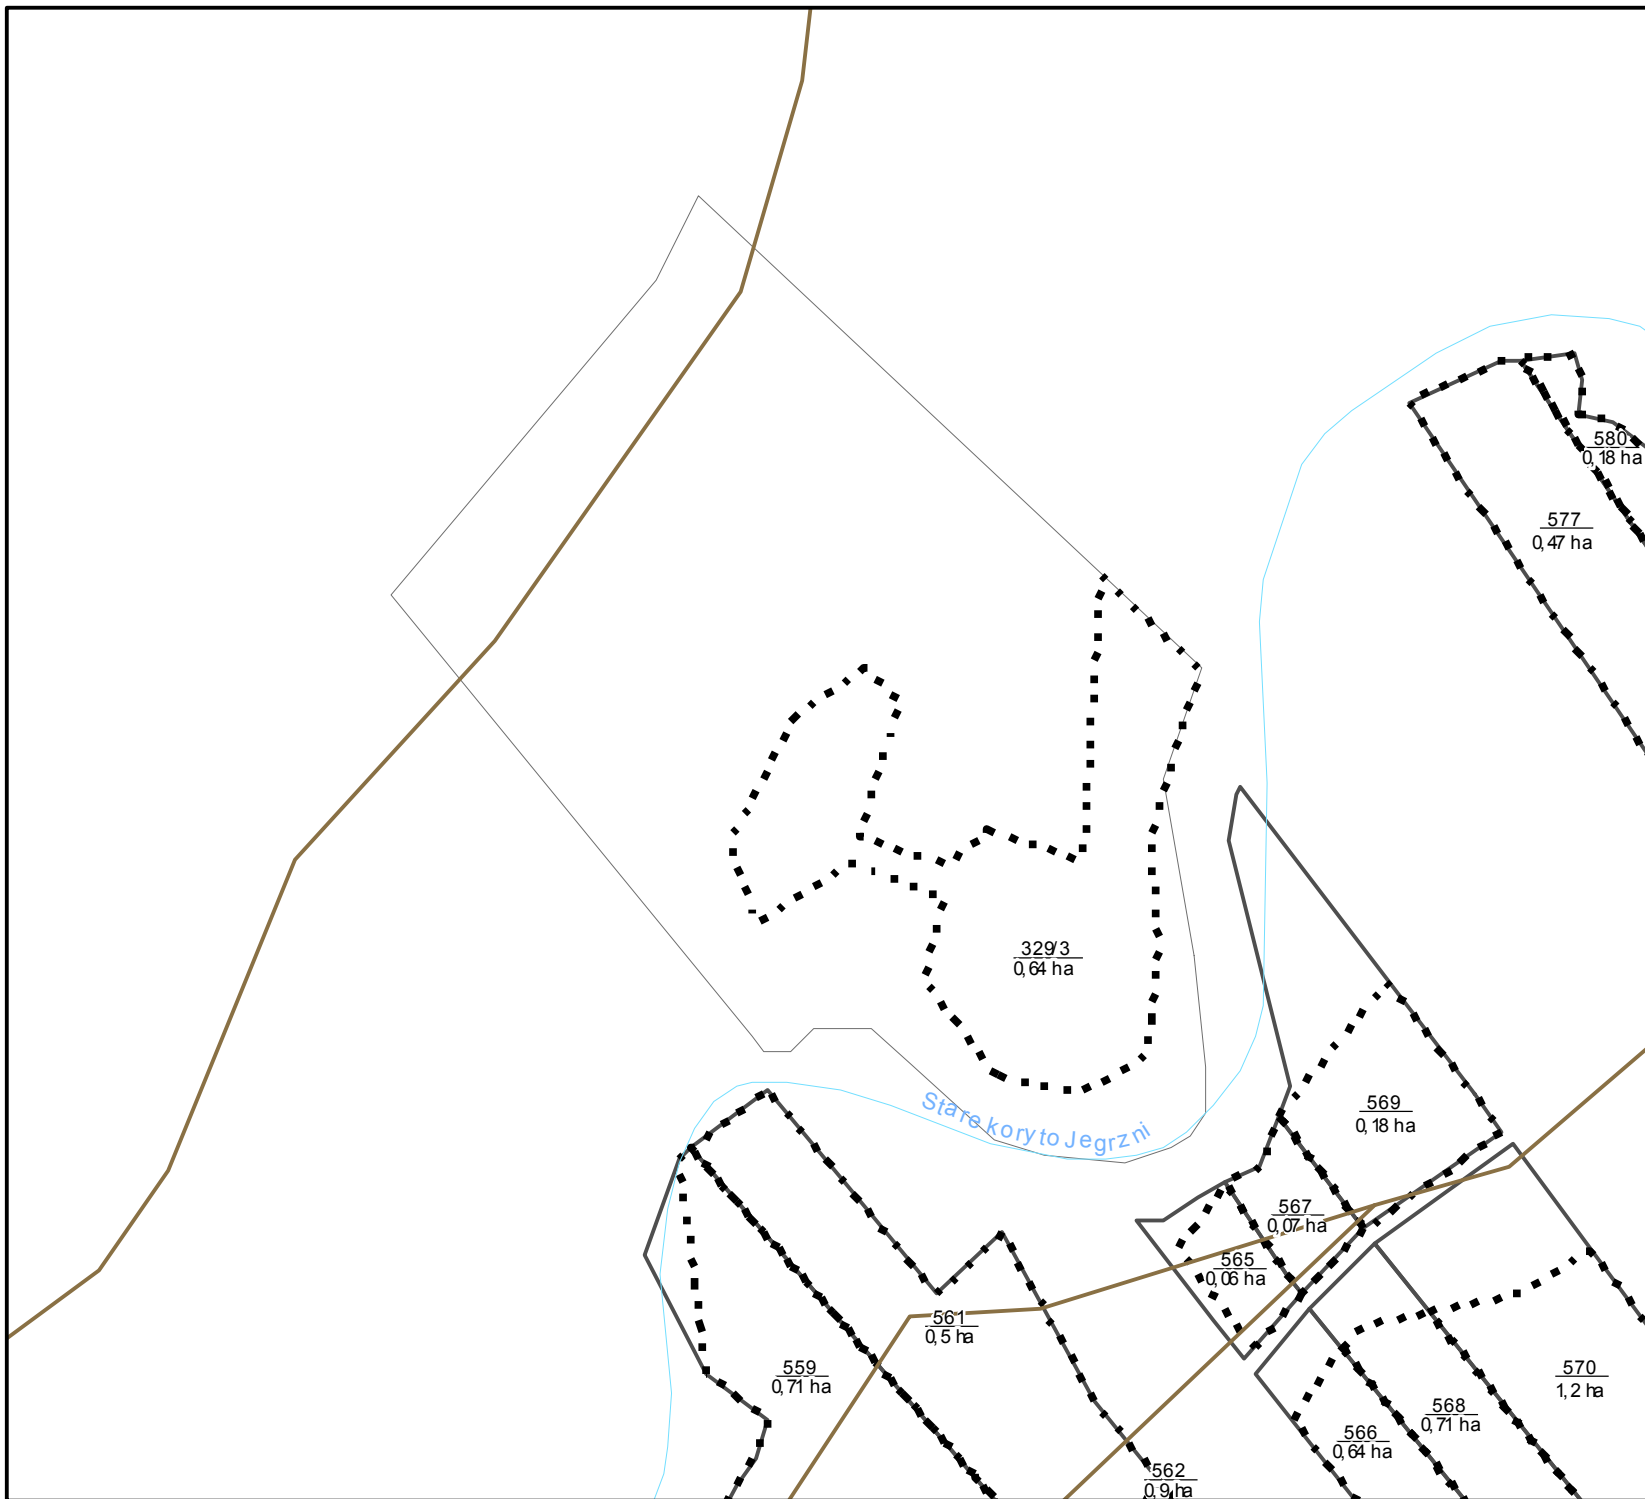 580
0,18 ha
577
0,47 ha
329/3
0,64 ha
Stare koryto Jegrzni
569
0,18 ha
567
0,07 ha
565
0,06 ha
561
0,5 ha
559
0,71 ha
570
1,2 ha
568
0,71 ha
566
0,64 ha
562
0,9 ha